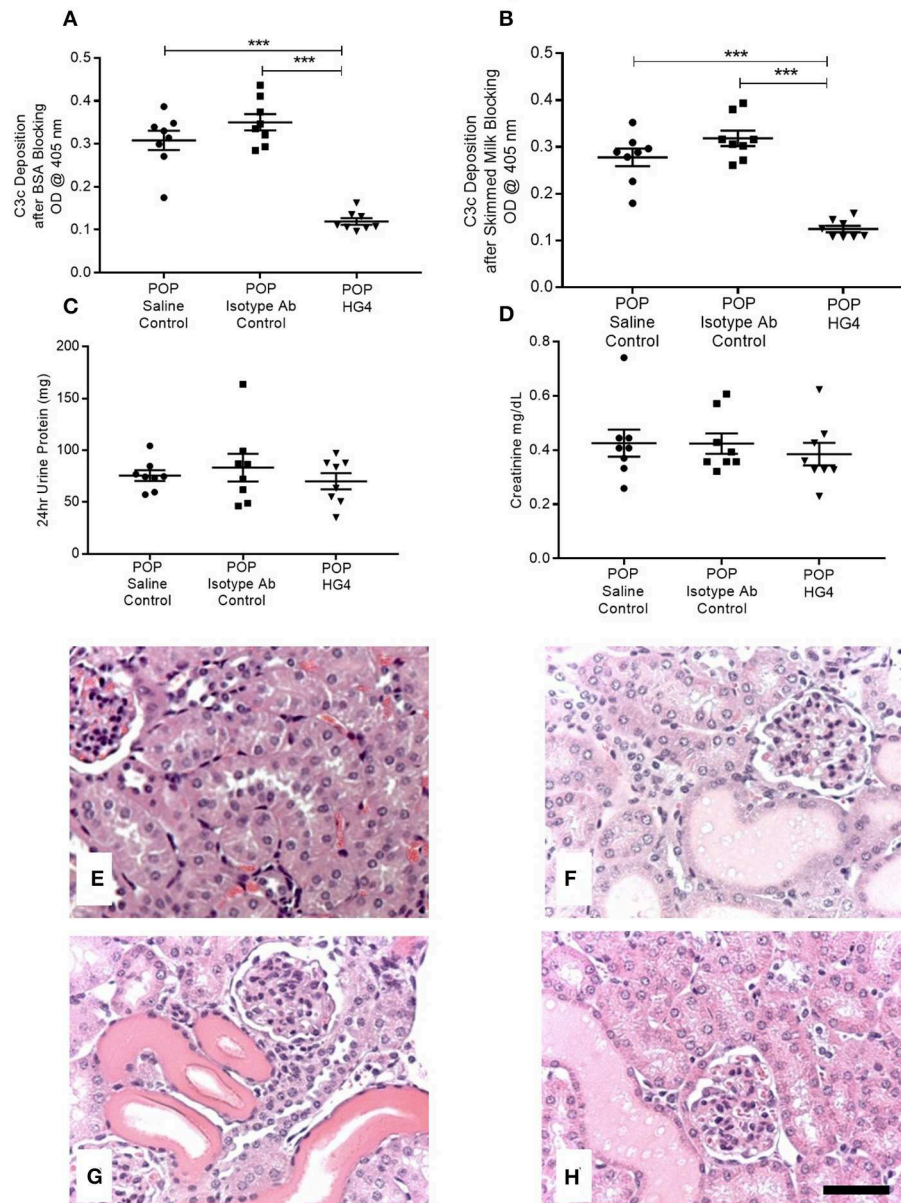 A
***
***
C3c Deposition
after BSA Blocking
OD @ 405 nm
0.5
0.4
0.3
0.2
0.1
0.0
POP
Saline
Control
POP
Isotype Ab
Control
POP
HG4
B
***
***
C3c Deposition
after Skimmed Milk Blocking
OD @ 405 nm
0.5
0.4
0.3
0.2
0.1
0.0
POP
Saline
Control
POP
Isotype Ab
Control
POP
HG4
C
24hr Urine Protein (mg)
200
150
100
50
0
POP
Saline
Control
POP
Isotype Ab
Control
POP
HG4
D
Creatinine mg/dL
0.8
0.6
0.4
0.2
0.0
POP
Saline
Control
POP
Isotype Ab
Control
POP
HG4
E
F
G
H